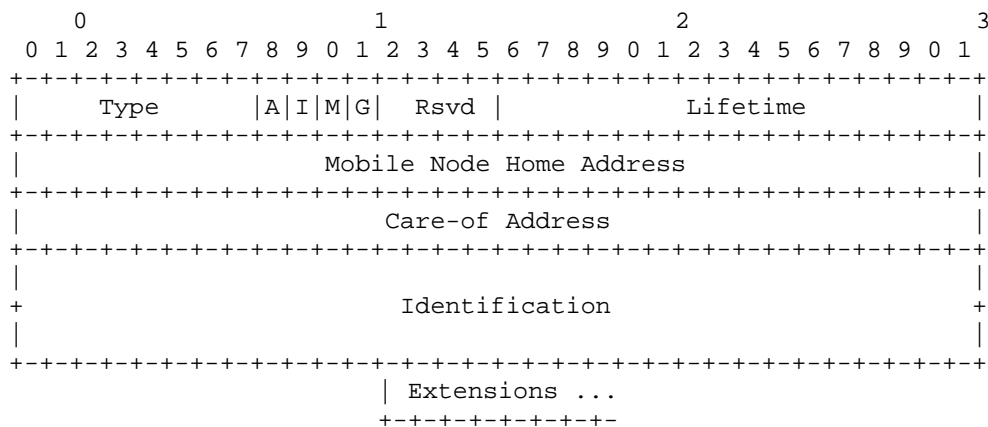 0 1 2 3
0 1 2 3 4 5 6 7 8 9 0 1 2 3 4 5 6 7 8 9 0 1 2 3 4 5 6 7 8 9 0 1
+-+-+-+-+-+-+-+-+-+-+-+-+-+-+-+-+-+-+-+-+-+-+-+-+-+-+-+-+-+-+-+-+
| Type |A|I|M|G| Rsvd | Lifetime |
+-+-+-+-+-+-+-+-+-+-+-+-+-+-+-+-+-+-+-+-+-+-+-+-+-+-+-+-+-+-+-+-+
| Mobile Node Home Address |
+-+-+-+-+-+-+-+-+-+-+-+-+-+-+-+-+-+-+-+-+-+-+-+-+-+-+-+-+-+-+-+-+
| Care-of Address |
+-+-+-+-+-+-+-+-+-+-+-+-+-+-+-+-+-+-+-+-+-+-+-+-+-+-+-+-+-+-+-+-+
| |
+ Identification +
| |
+-+-+-+-+-+-+-+-+-+-+-+-+-+-+-+-+-+-+-+-+-+-+-+-+-+-+-+-+-+-+-+-+
| Extensions ...
+-+-+-+-+-+-+-+-